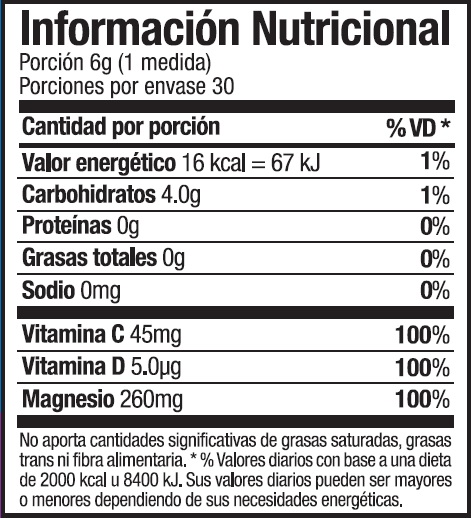 Información Nutricional
Porción 6g (1 medida)
Porciones por envase 30
Cantidad por porción % VD *
Valor energético 16 kcal = 67 kJ 1%
Carbohidratos 4.0g 1%
Proteínas 0g 0%
Grasas totales 0g 0%
Sodio 0mg 0%
Vitamina C 45mg 100%
Vitamina D 5.0µg 100%
Magnesio 260mg 100%
No aporta cantidades significativas de grasas saturadas, grasas
trans ni fibra alimentaria. * % Valores diarios con base a una dieta
de 2000 kcal u 8400 kJ. Sus valores diarios pueden ser mayores
o menores dependiendo de sus necesidades energéticas.